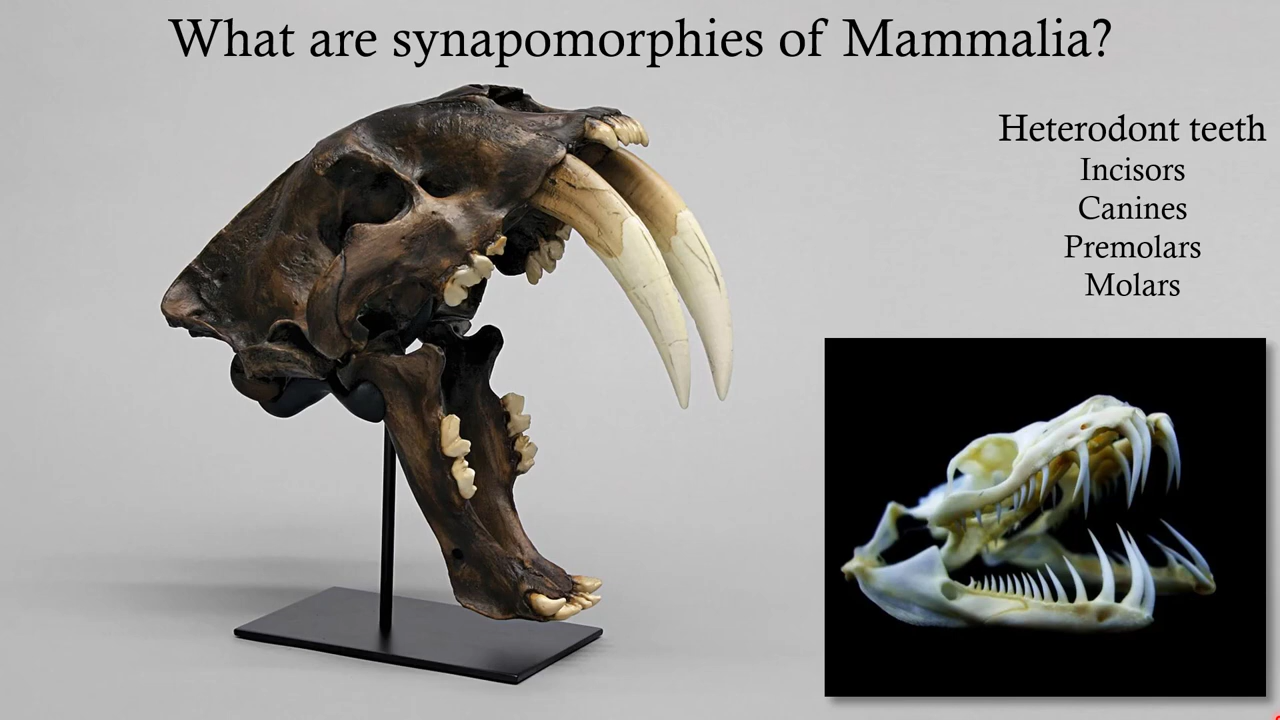 What are synapomorphies of Mammalia?
Heterodont teeth
Incisors
Canines
Premolars
Molars